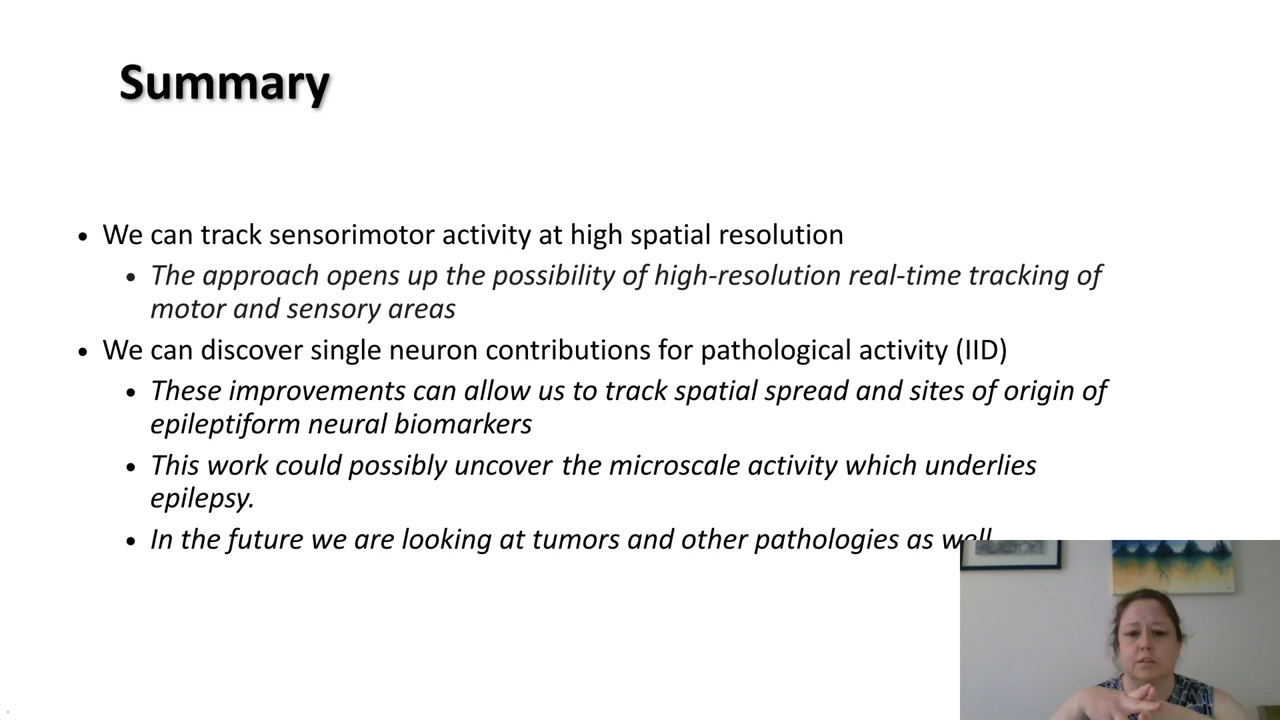 Summary
• We can track sensorimotor activity at high spatial resolution
• The approach opens up the possibility of high-resolution real-time tracking of
motor and sensory areas
• We can discover single neuron contributions for pathological activity (IID)
• These improvements can allow us to track spatial spread and sites of origin of
epileptiform neural biomarkers
• This work could possibly uncover the microscale activity which underlies
epilepsy.
• In the future we are looking at tumors and other pathologies as well